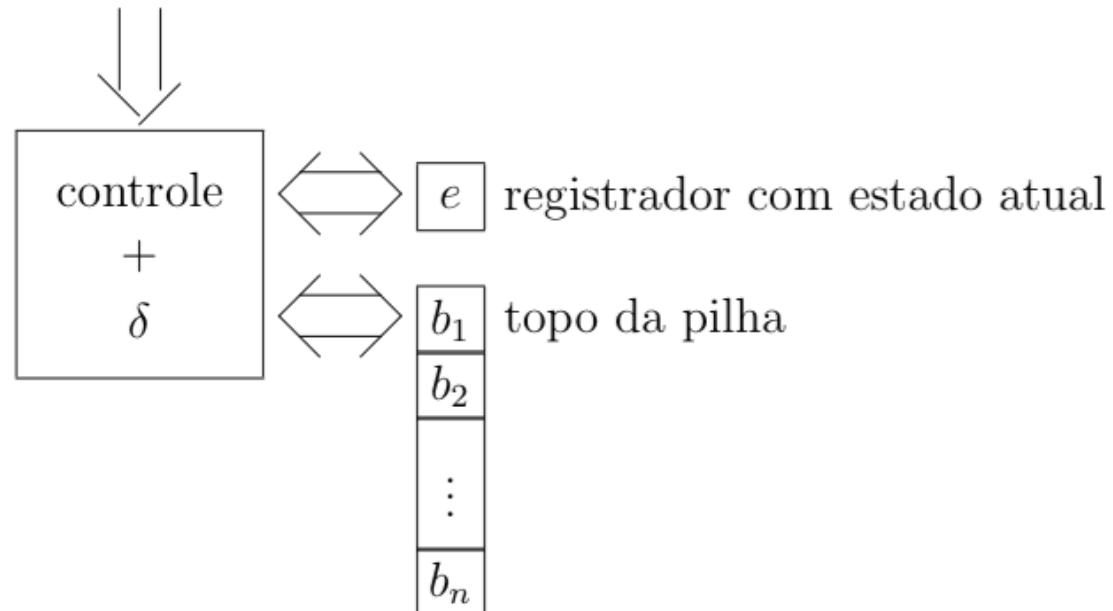 controle
+
δ
e registrador com estado atual
b₁ topo da pilha
b₂
⋮
bₙ